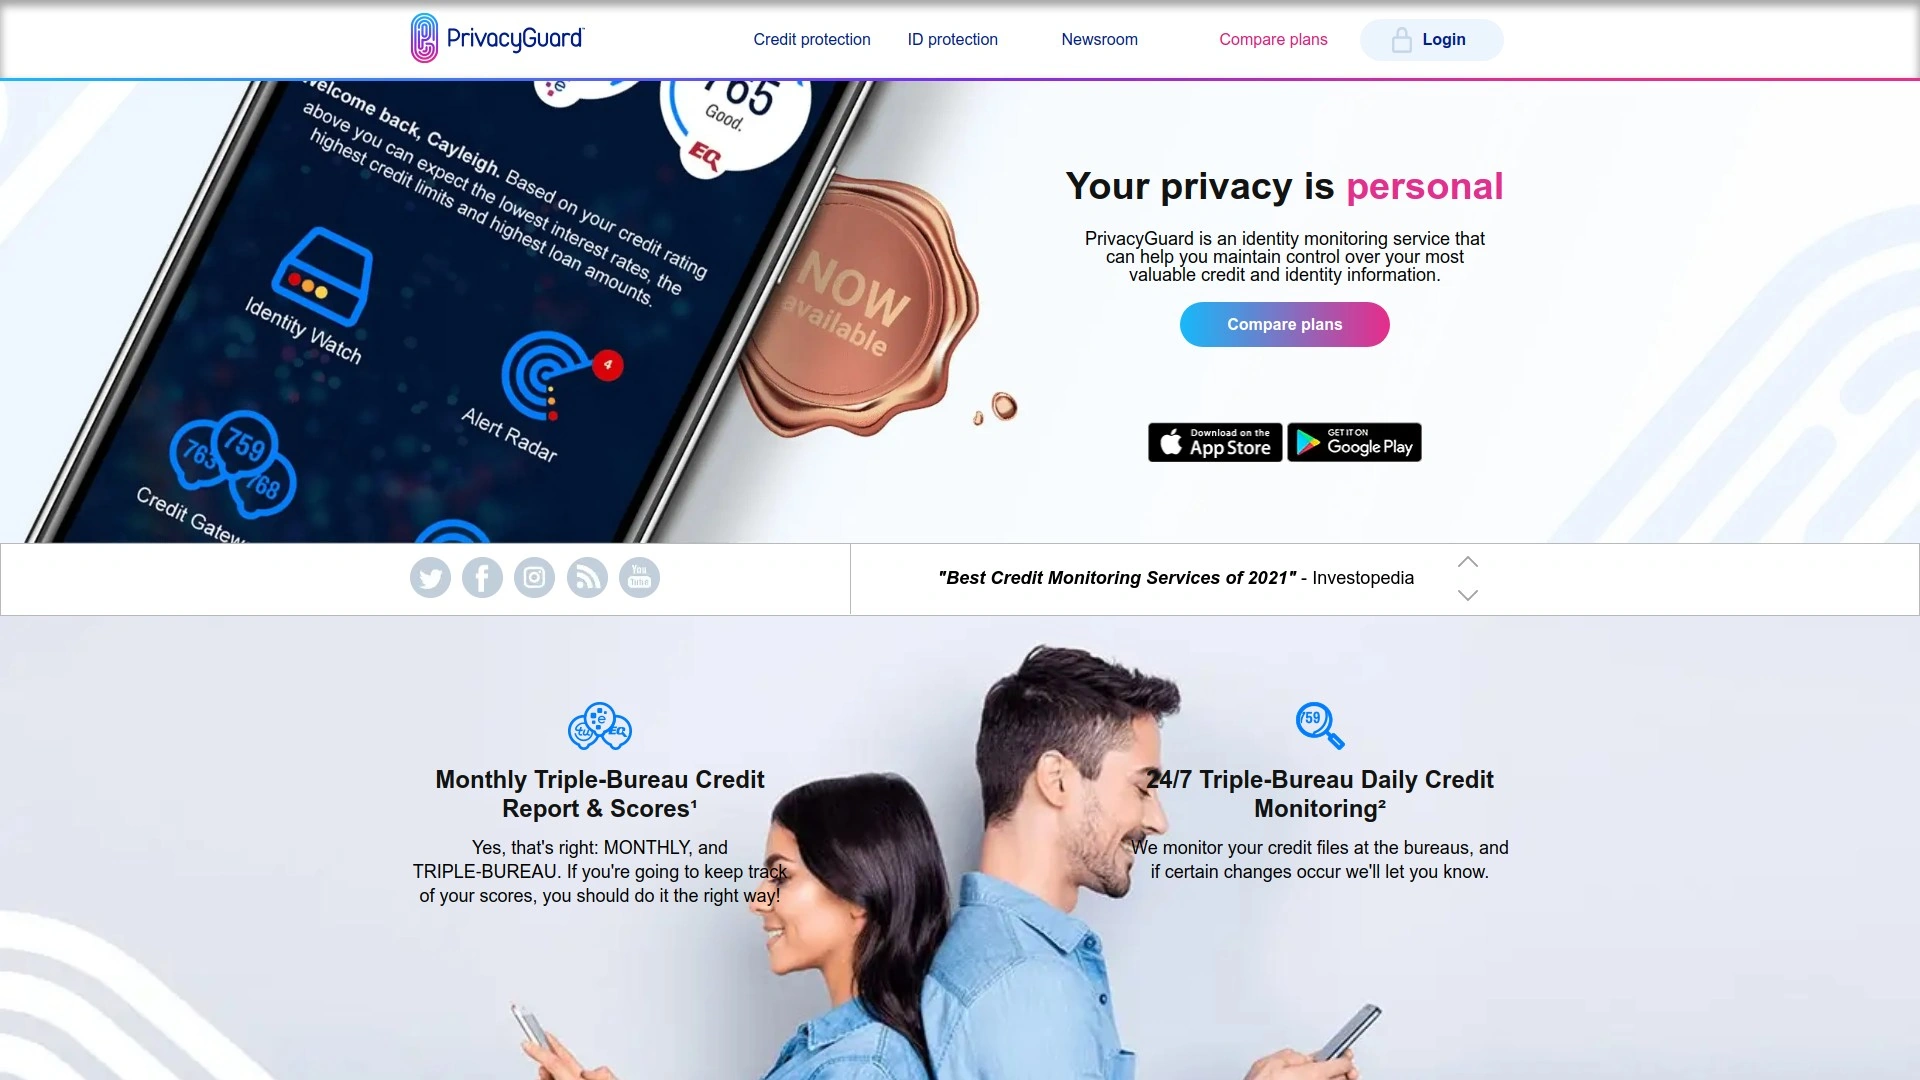 PrivacyGuard
Credit protection
ID protection
Newsroom
Compare plans
Login
765
Good.
EQ
Welcome back, Cayleigh. Based on your credit rating
above you can expect the lowest interest rates, the
highest credit limits and highest loan amounts.
Identity Watch
4
Alert Radar
763
759
768
Credit
NOW
available
Your privacy is personal
PrivacyGuard is an identity monitoring service that
can help you maintain control over your most
valuable credit and identity information.
Compare plans
Download on the
App Store
GET IT ON
Google Play
You
Tube
"Best Credit Monitoring Services of 2021" - Investopedia
tu
e
EQ
Monthly Triple-Bureau Credit
Report & Scores¹
Yes, that's right: MONTHLY, and
TRIPLE-BUREAU. If you're going to keep track
of your scores, you should do it the right way!
759
24/7 Triple-Bureau Daily Credit
Monitoring²
We monitor your credit files at the bureaus, and
if certain changes occur we'll let you know.